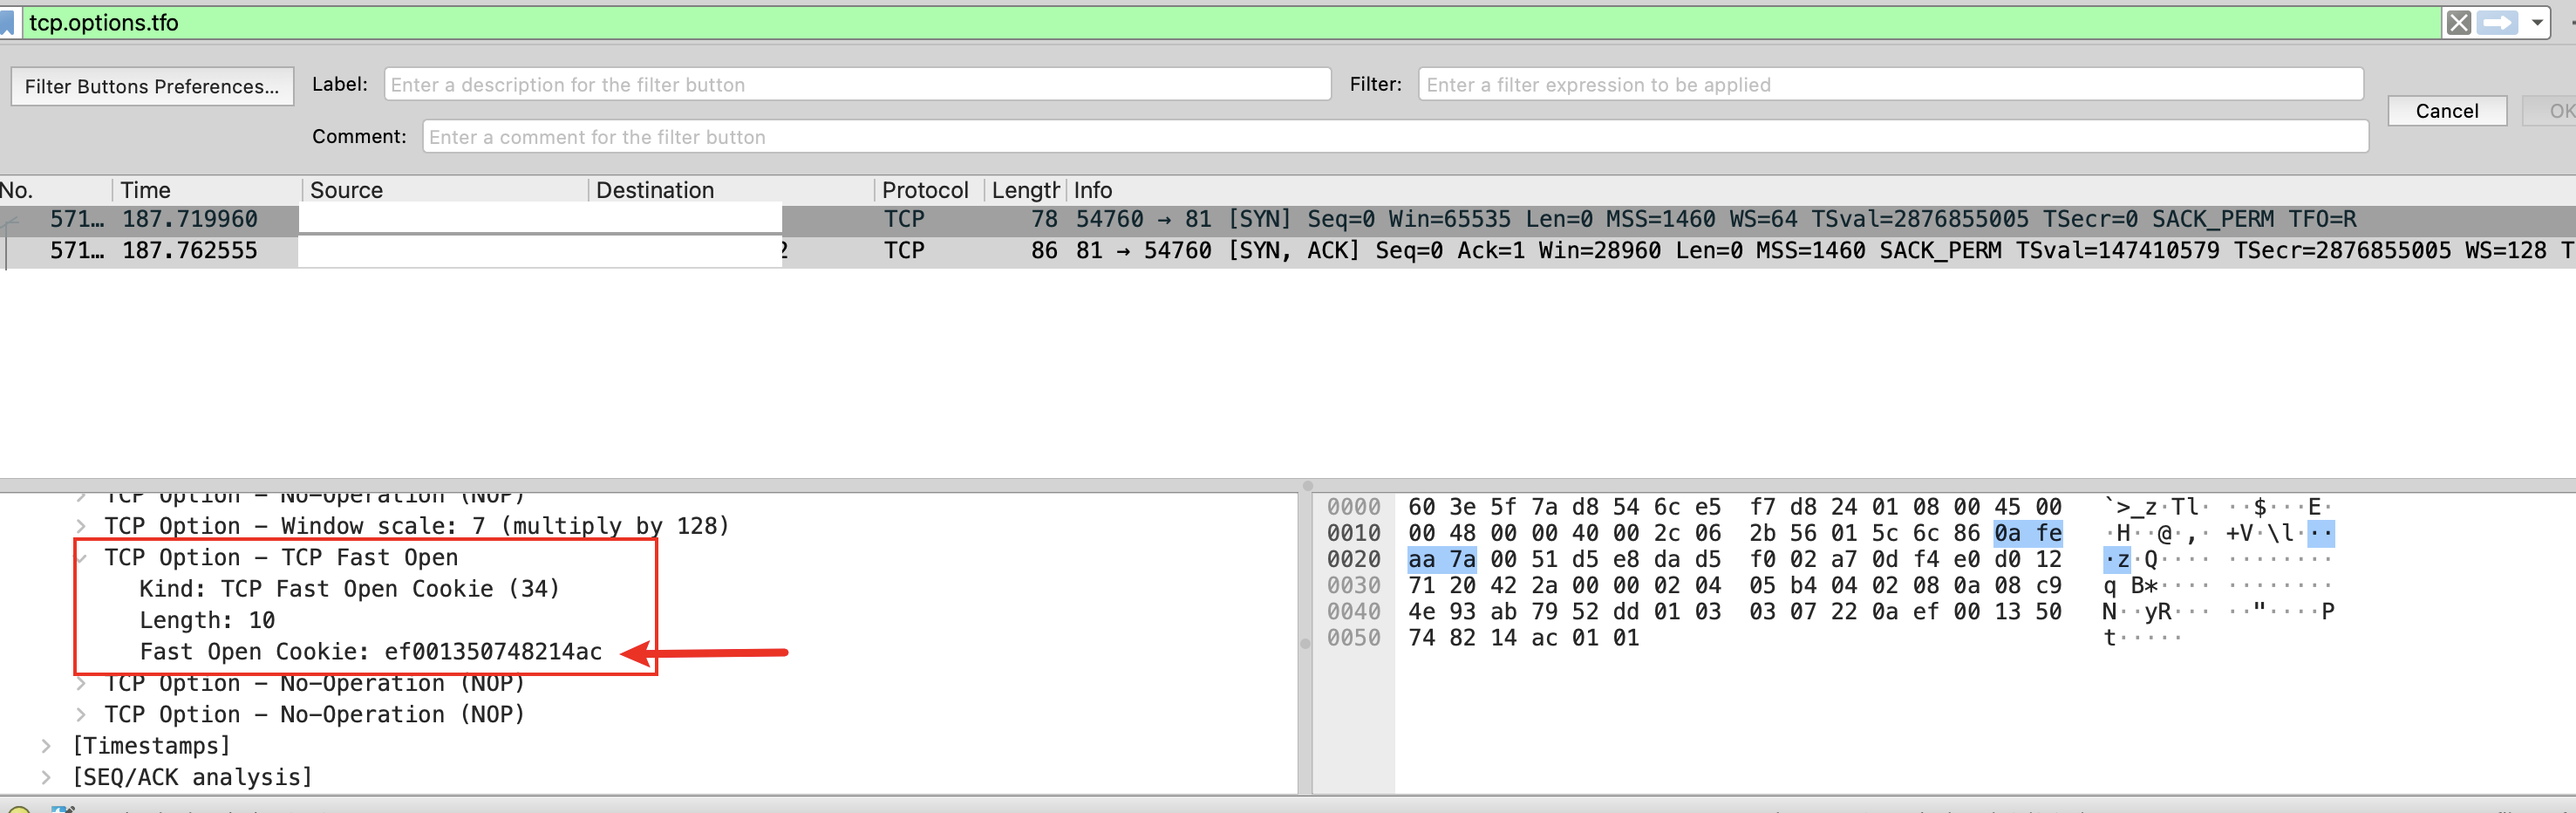 tcp.options.tfo
Filter Buttons Preferences...
Label: Enter a description for the filter button
Filter: Enter a filter expression to be applied
Comment: Enter a comment for the filter button
Cancel
OK
No. Time Source Destination Protocol Length Info
571… 187.719960 TCP 78 54760 → 81 [SYN] Seq=0 Win=65535 Len=0 MSS=1460 WS=64 TSval=2876855005 TSecr=0 SACK_PERM TFO=R
571… 187.762555 2 TCP 86 81 → 54760 [SYN, ACK] Seq=0 Ack=1 Win=28960 Len=0 MSS=1460 SACK_PERM TSval=147410579 TSecr=2876855005 WS=128 T
TCP Option - No-Operation (NOP)
TCP Option - Window scale: 7 (multiply by 128)
TCP Option - TCP Fast Open
Kind: TCP Fast Open Cookie (34)
Length: 10
Fast Open Cookie: ef001350748214ac
TCP Option - No-Operation (NOP)
TCP Option - No-Operation (NOP)
[Timestamps]
[SEQ/ACK analysis]
0000 60 3e 5f 7a d8 54 6c e5 f7 d8 24 01 08 00 45 00 `>_z·Tl· ··$···E·
0010 00 48 00 00 40 00 2c 06 2b 56 01 5c 6c 86 0a fe ·H··@·,· +V·\l···
0020 aa 7a 00 51 d5 e8 da d5 f0 02 a7 0d f4 e0 d0 12 ·z·Q···· ········
0030 71 20 42 2a 00 00 02 04 05 b4 04 02 08 0a 08 c9 q B*···· ········
0040 4e 93 ab 79 52 dd 01 03 03 07 22 0a ef 00 13 50 N··yR··· ··"····P
0050 74 82 14 ac 01 01 t·····